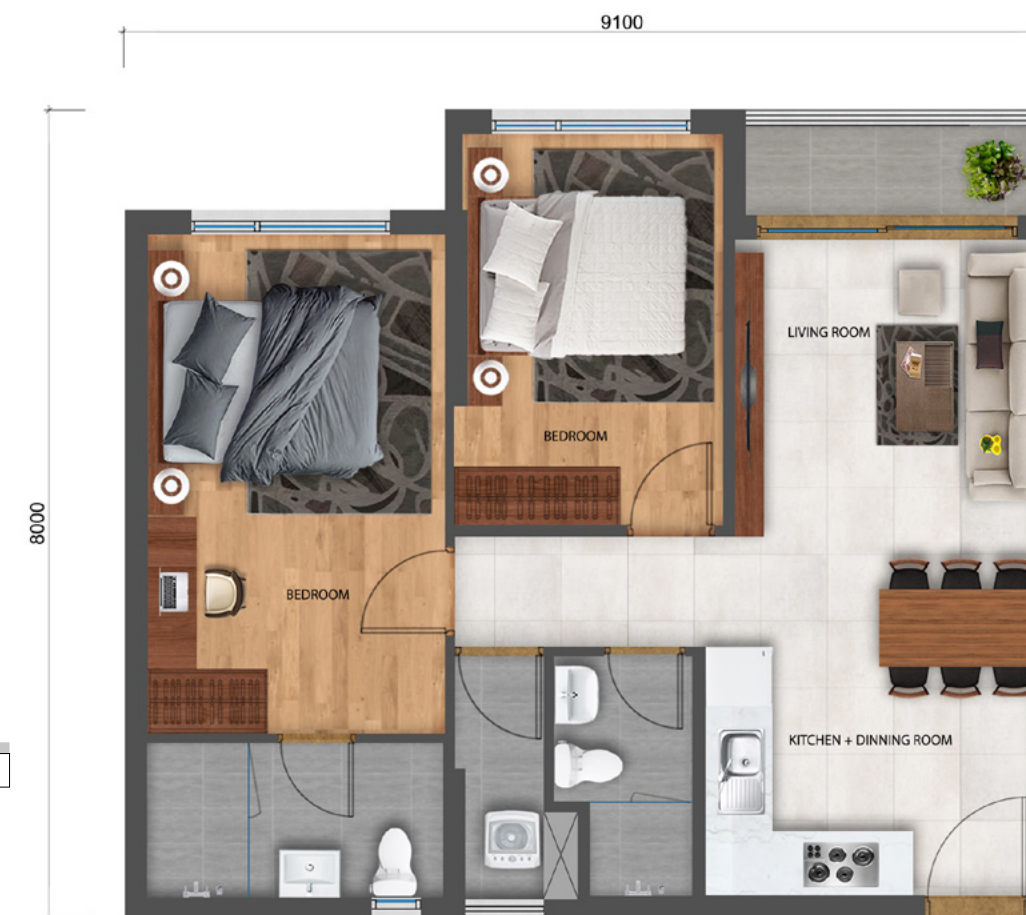 9100
LIVING ROOM
BEDROOM
8000
BEDROOM
KITCHEN + DINNING ROOM